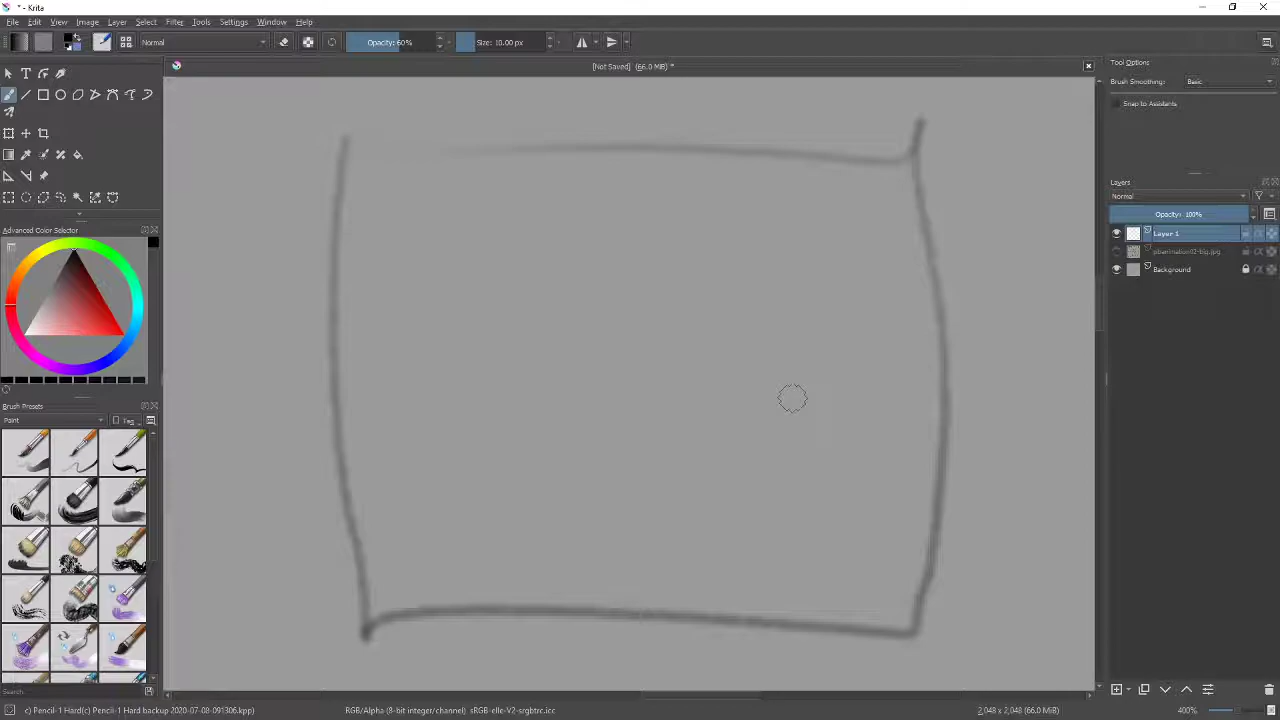 * - Krita
File Edit View Image Layer Select Filter Tools Settings Window Help
Normal Opacity: 60% Size: 10.00 px
[Not Saved] (66.0 MiB) *
Tool Options
Brush Smoothing: Basic
Snap to Assistants
Layers
Normal
Opacity: 100%
Layer 1
Background
Advanced Color Selector
Brush Presets
Paint Tag
Search
c) Pencil-1 Hard( c) Pencil-1 Hard backup 2020-07-08-091306.kpp) RGB/Alpha (8-bit integer/channel) sRGB-elle-V2-srgbtrc.icc 2,048 x 2,048 (66.0 MiB) 400%